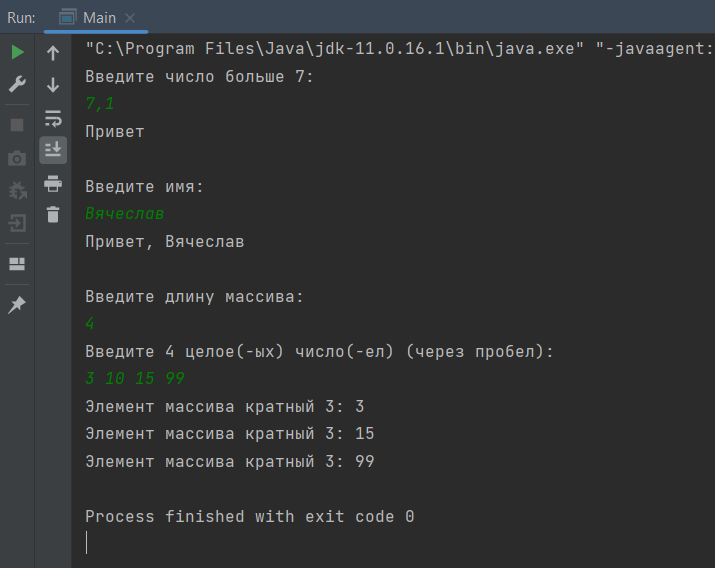 Run: Main
"C:\Program Files\Java\jdk-11.0.16.1\bin\java.exe" "-javaagent:
Введите число больше 7:
7,1
Привет
Введите имя:
Вячеслав
Привет, Вячеслав
Введите длину массива:
4
Введите 4 целое(-ых) число(-ел) (через пробел):
3 10 15 99
Элемент массива кратный 3: 3
Элемент массива кратный 3: 15
Элемент массива кратный 3: 99
Process finished with exit code 0